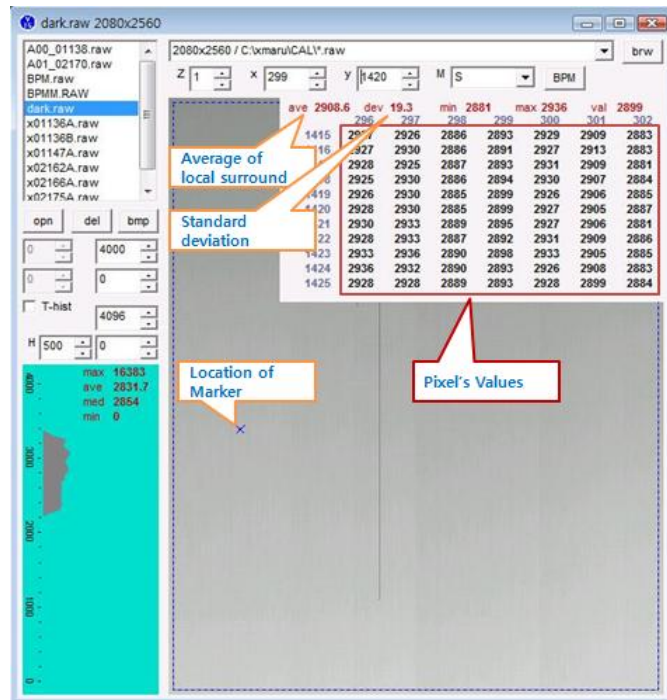 dark.raw 2080x2560
A00_01138.raw
A01_02170.raw
BPM.raw
BPMM.RAW
dark.raw
x01136A.raw
x01136B.raw
x01147A.raw
x02162A.raw
x02166A.raw
x02175A.raw
2080x2560 / C:\xmaru\CAL\*.raw
brw
Z 1 x 299 y 1420 M S BPM
ave 2908.6 dev 19.3 min 2881 max 2936 val 2899
296 297 298 299 300 301 302
1415 2926 2886 2893 2929 2909 2883
16 2927 2930 2886 2891 2927 2913 2883
2928 2925 2887 2893 2931 2909 2881
18 2925 2930 2886 2894 2930 2907 2884
1419 2926 2930 2885 2899 2926 2906 2885
1420 2928 2930 2885 2899 2927 2905 2887
21 2930 2933 2889 2895 2927 2906 2881
22 2928 2933 2887 2892 2931 2909 2886
1423 2933 2936 2890 2898 2933 2905 2885
1424 2936 2932 2890 2893 2926 2908 2883
1425 2928 2928 2889 2893 2928 2899 2884
Average of
local surround
Standard
deviation
Location of
Marker
Pixel's Values
opn del bmp
0 4000
0 0
T-hist
4096
H 500 0
max 16383
ave 2831.7
med 2854
min 0
4000
3000
2000
1000
0